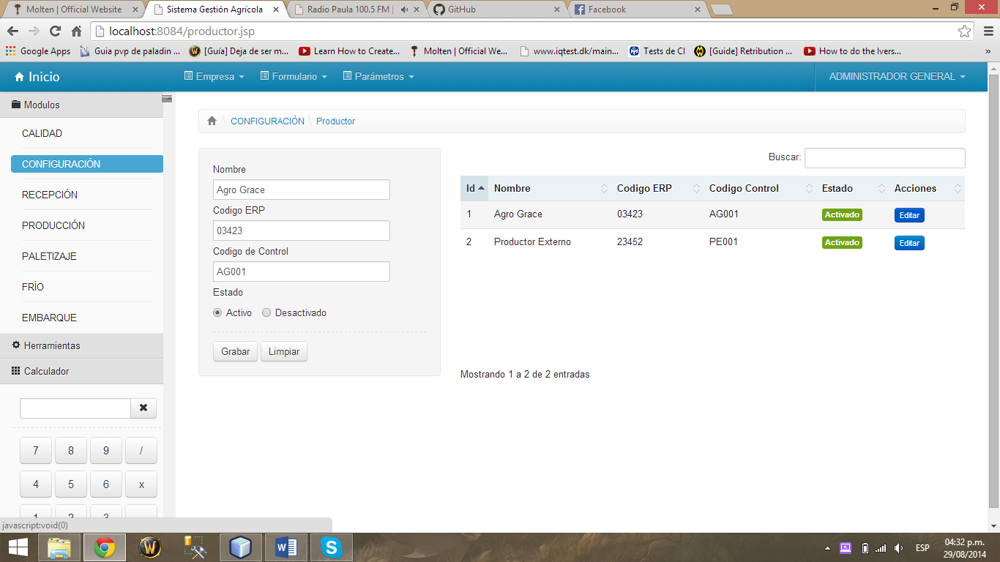 Molten | Official Website
Sistema Gestión Agrícola
Radio Paula 100.5 FM |
GitHub
Facebook
localhost:8084/productor.jsp
Google Apps
Guia pvp de paladin ...
[Guía] Deja de ser m...
Learn How to Create...
Molten | Official We...
www.iqtest.dk/main...
Tests de CI
[Guide] Retribution ...
How to do the Ivers...
»
Inicio
Empresa
Formulario
Parámetros
ADMINISTRADOR GENERAL
Modulos
CALIDAD
CONFIGURACIÓN
RECEPCIÓN
PRODUCCIÓN
PALETIZAJE
FRÍO
EMBARQUE
Herramientas
Calculador
7 8 9 /
4 5 6 x
1 2 3
javascript:void(0)
CONFIGURACIÓN \ Productor
Nombre
Agro Grace
Codigo ERP
03423
Codigo de Control
AG001
Estado
Activo Desactivado
Grabar Limpiar
Buscar:
Id Nombre Codigo ERP Codigo Control Estado Acciones
1 Agro Grace 03423 AG001 Activado Editar
2 Productor Externo 23452 PE001 Activado Editar
Mostrando 1 a 2 de 2 entradas
ESP
04:32 p.m.
29/08/2014